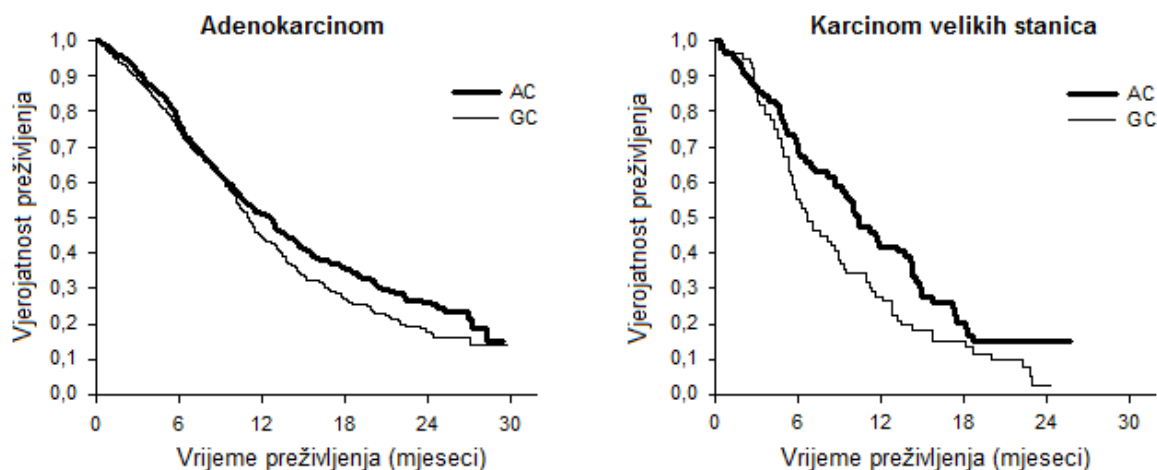 Adenokarcinom
Vjerojatnost preživljenja
1,0
0,9
0,8
0,7
0,6
0,5
0,4
0,3
0,2
0,1
0,0
AC
GC
0 6 12 18 24 30
Vrijeme preživljenja (mjeseci)
Karcinom velikih stanica
Vjerojatnost preživljenja
1,0
0,9
0,8
0,7
0,6
0,5
0,4
0,3
0,2
0,1
0,0
AC
GC
0 6 12 18 24 30
Vrijeme preživljenja (mjeseci)